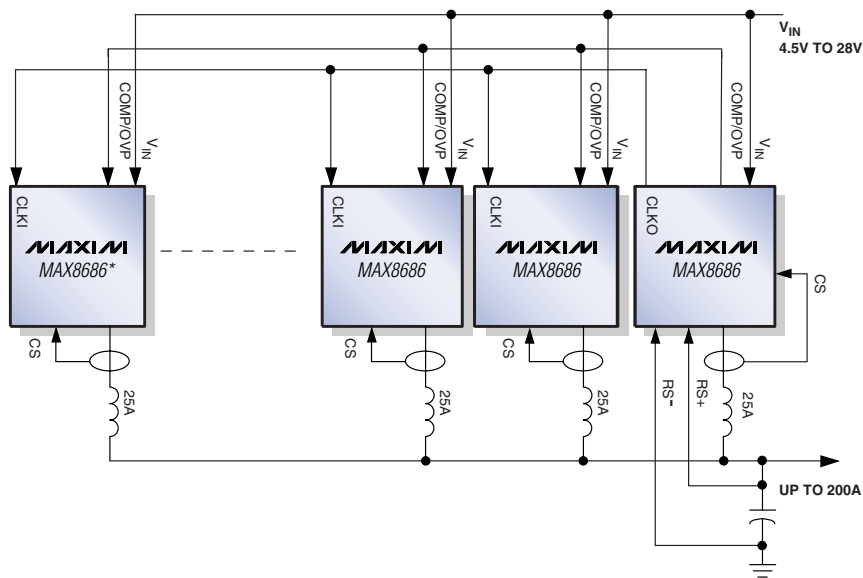 V_IN
4.5V TO 28V
COMP/OVP
V_IN
COMP/OVP
V_IN
COMP/OVP
V_IN
COMP/OVP
V_IN
CLKI
MAXIM
MAX8686*
CLKI
MAXIM
MAX8686
CLKI
MAXIM
MAX8686
CLKO
MAXIM
MAX8686
CS
CS
CS
CS
25A
25A
25A
RS-
RS+
25A
UP TO 200A